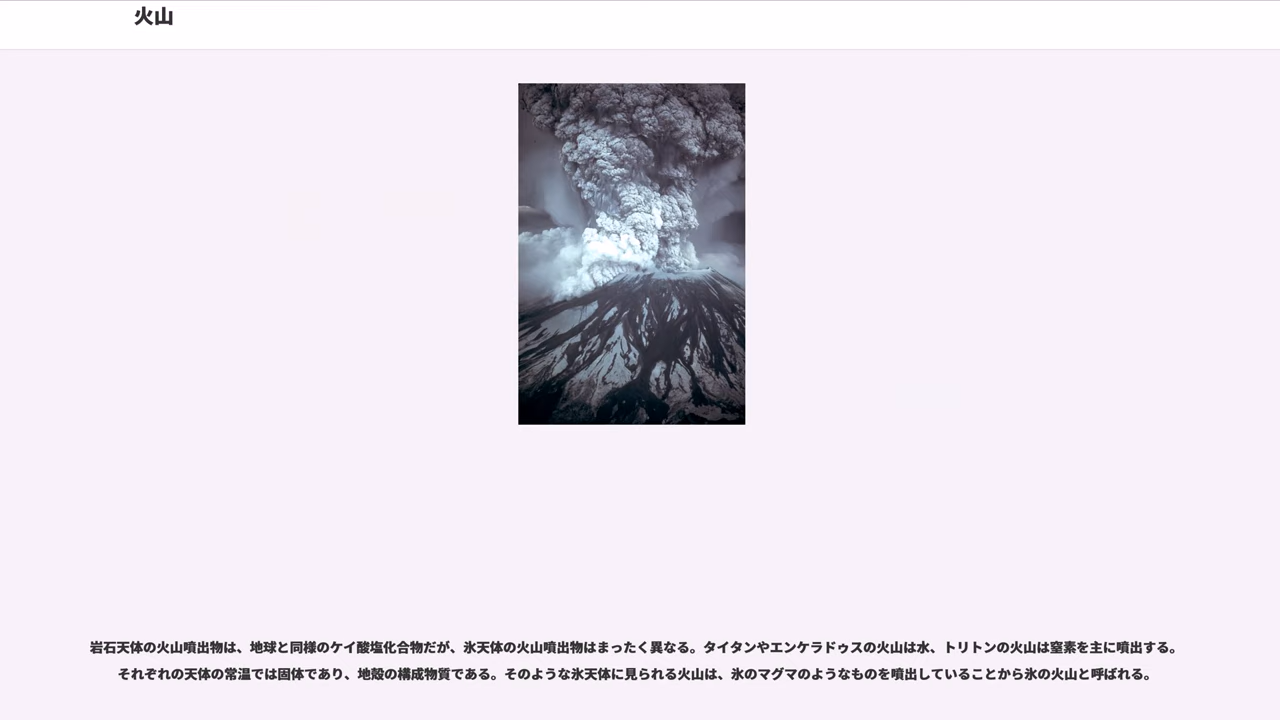 火山
岩石天体の火山噴出物は、地球と同様のケイ酸塩化合物だが、氷天体の火山噴出物はまったく異なる。タイタンやエンケラドゥスの火山は水、トリトンの火山は窒素を主に噴出する。
それぞれの天体の常温では固体であり、地殻の構成物質である。そのような氷天体に見られる火山は、氷のマグマのようなものを噴出していることから氷の火山と呼ばれる。